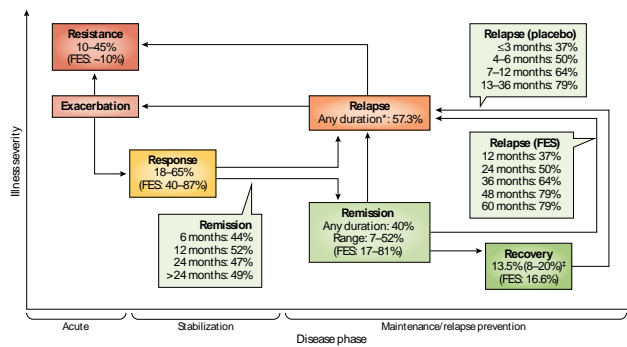 Resistance
10–45%
(FES: ~10%)
Exacerbation
Response
18–65%
(FES: 40–87%)
Remission
6 months: 44%
12 months: 52%
24 months: 47%
>24 months: 49%
Relapse
Any duration*: 57.3%
Remission
Any duration: 40%
Range: 7–52%
(FES: 17–81%)
Relapse (placebo)
≤3 months: 37%
4–6 months: 50%
7–12 months: 64%
13–36 months: 79%
Relapse (FES)
12 months: 37%
24 months: 50%
36 months: 64%
48 months: 79%
60 months: 79%
Recovery
13.5% (8–20%)‡
(FES: 16.6%)
Illness severity
Acute
Stabilization
Maintenance/relapse prevention
Disease phase